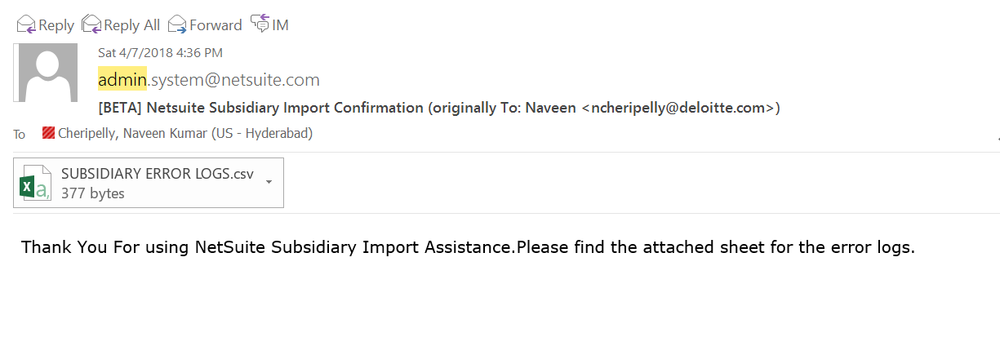 Reply Reply All Forward IM
Sat 4/7/2018 4:36 PM
admin.system@netsuite.com
[BETA] Netsuite Subsidiary Import Confirmation (originally To: Naveen <ncheripelly@deloitte.com>)
To Cheripelly, Naveen Kumar (US - Hyderabad)
SUBSIDIARY ERROR LOGS.csv
377 bytes
Thank You For using NetSuite Subsidiary Import Assistance.Please find the attached sheet for the error logs.